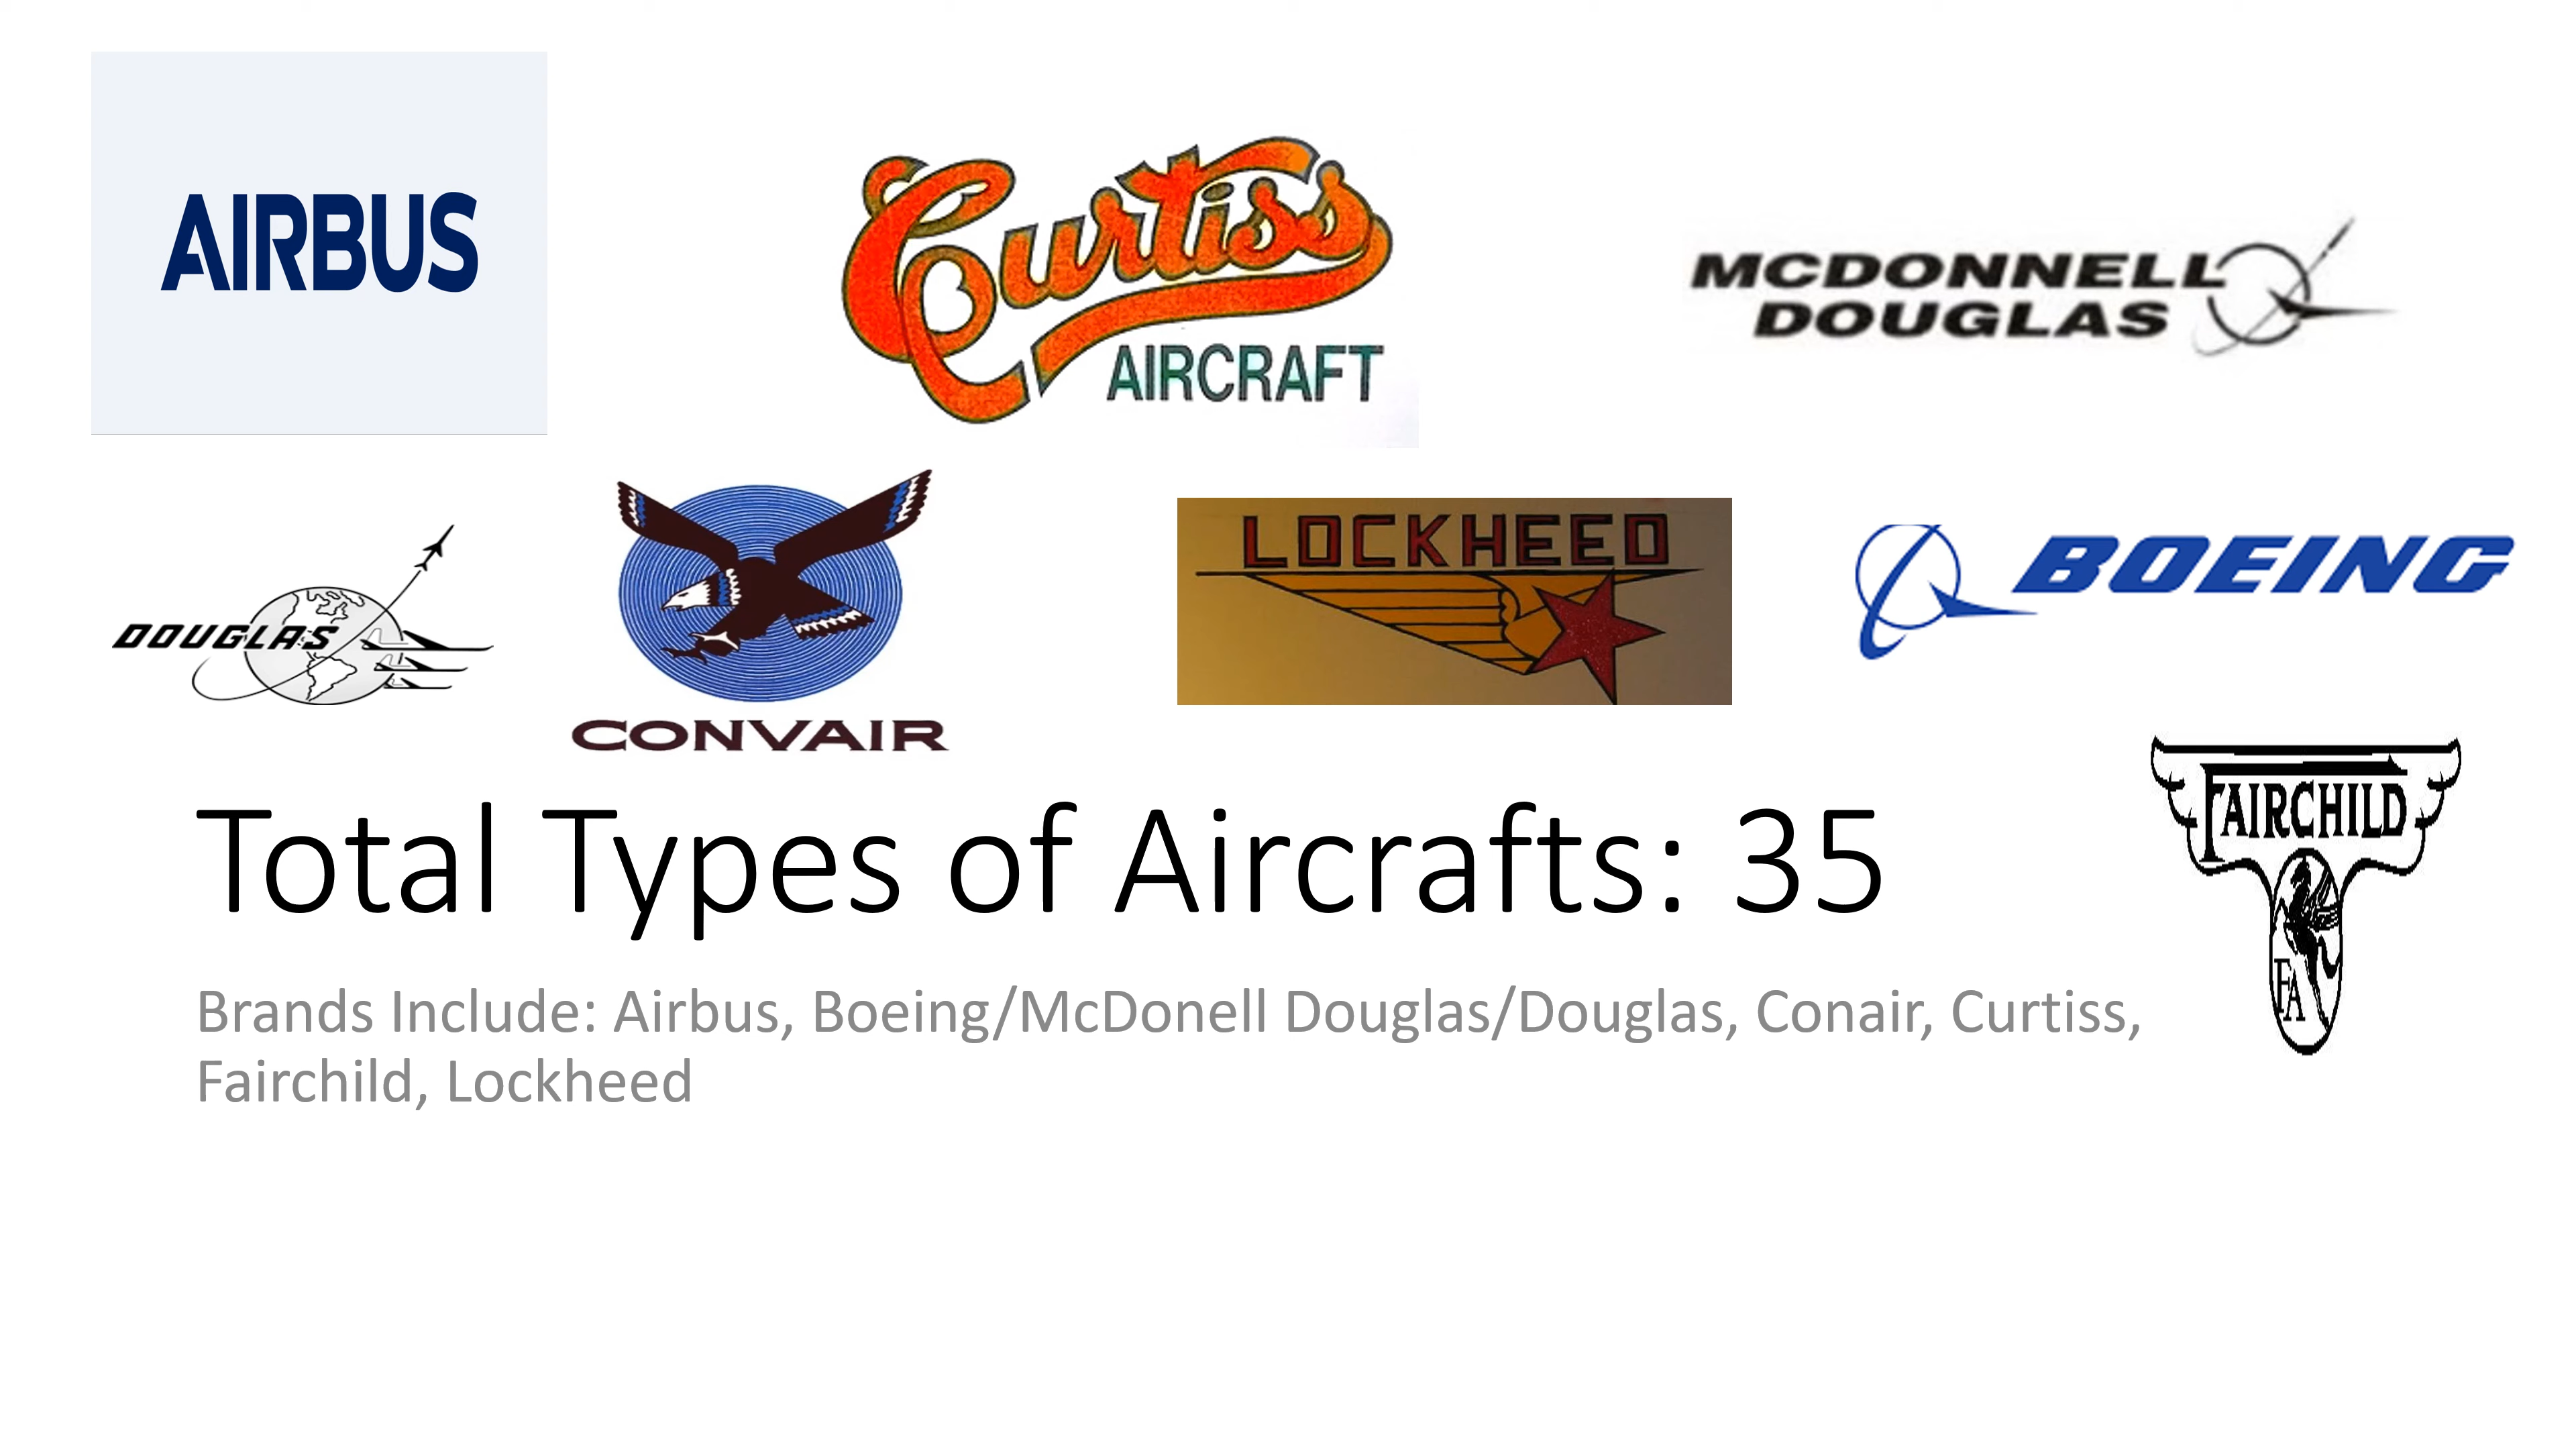 AIRBUS
Curtiss
AIRCRAFT
MCDONNELL
DOUGLAS
DOUGLAS
CONVAIR
LOCKHEED
BOEING
FAIRCHILD
FA
Total Types of Aircrafts: 35
Brands Include: Airbus, Boeing/McDonell Douglas/Douglas, Conair, Curtiss,
Fairchild, Lockheed